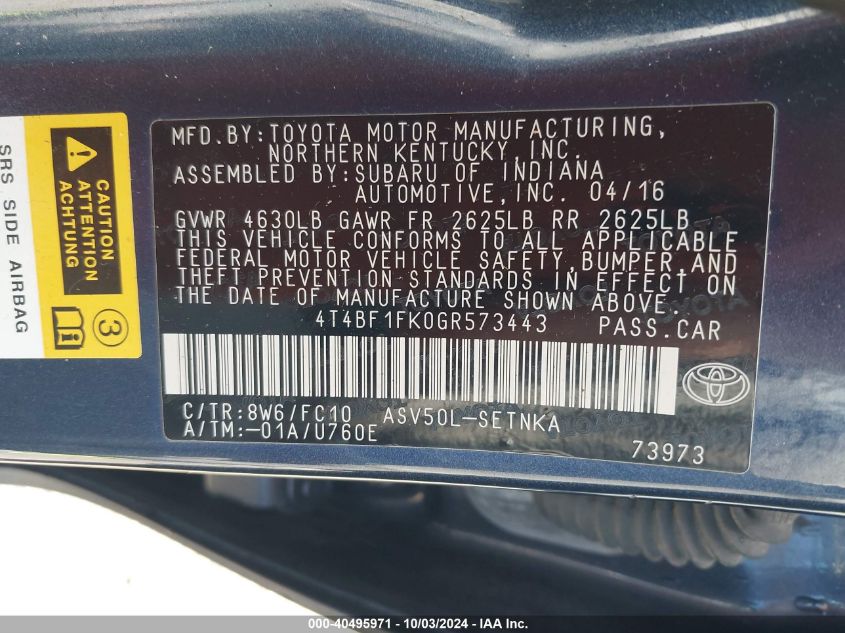 MFD.BY:TOYOTA MOTOR MANUFACTURING,
NORTHERN KENTUCKY,INC.
ASSEMBLED BY:SUBARU OF INDIANA
AUTOMOTIVE,INC. 04/16
GVWR 4630LB GAWR FR 2625LB RR 2625LB
THIS VEHICLE CONFORMS TO ALL APPLICABLE
FEDERAL MOTOR VEHICLE SAFETY,BUMPER,AND
THEFT PREVENTION STANDARDS IN EFFECT ON
THE DATE OF MANUFACTURE SHOWN ABOVE.
4T4BF1FK0GR573443 PASS.CAR
C/TR:8W6/FC10 ASV50L-SETNKA
A/TM:-01A/U760E
73973
SRS SIDE AIRBAG
CAUTION
ATTENTION
ACHTUNG
3
000-40495971 - 10/03/2024 - IAA Holdings, LLC.